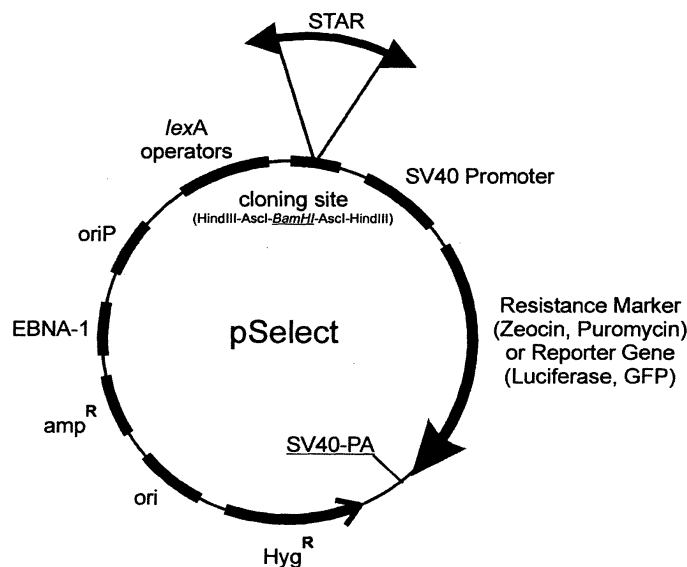 STAR
lexA
operators
cloning site
(HindIII-AscI-BamHI-AscI-HindIII)
SV40 Promoter
oriP
EBNA-1
pSelect
Resistance Marker
(Zeocin, Puromycin)
or Reporter Gene
(Luciferase, GFP)
amp R
SV40-PA
ori
Hyg R